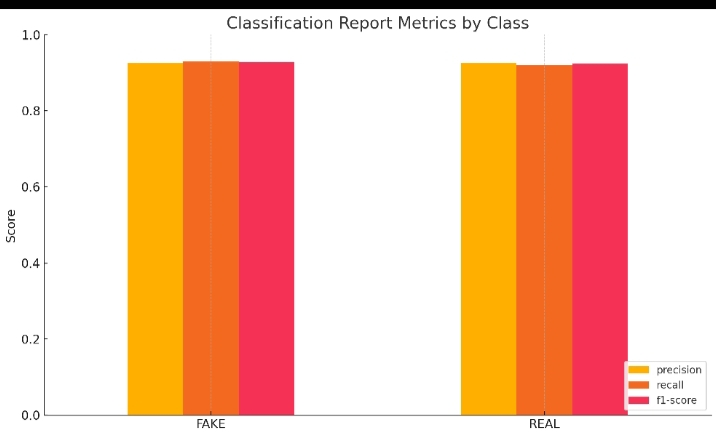 Classification Report Metrics by Class
1.0
0.8
0.6
0.4
0.2
0.0
Score
FAKE
REAL
precision
recall
f1-score